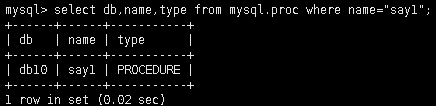 mysql> select db,name,type from mysql.proc where name="say1";
+------+------+-----------+
| db   | name | type      |
+------+------+-----------+
| db10 | say1 | PROCEDURE |
+------+------+-----------+
1 row in set (0.02 sec)